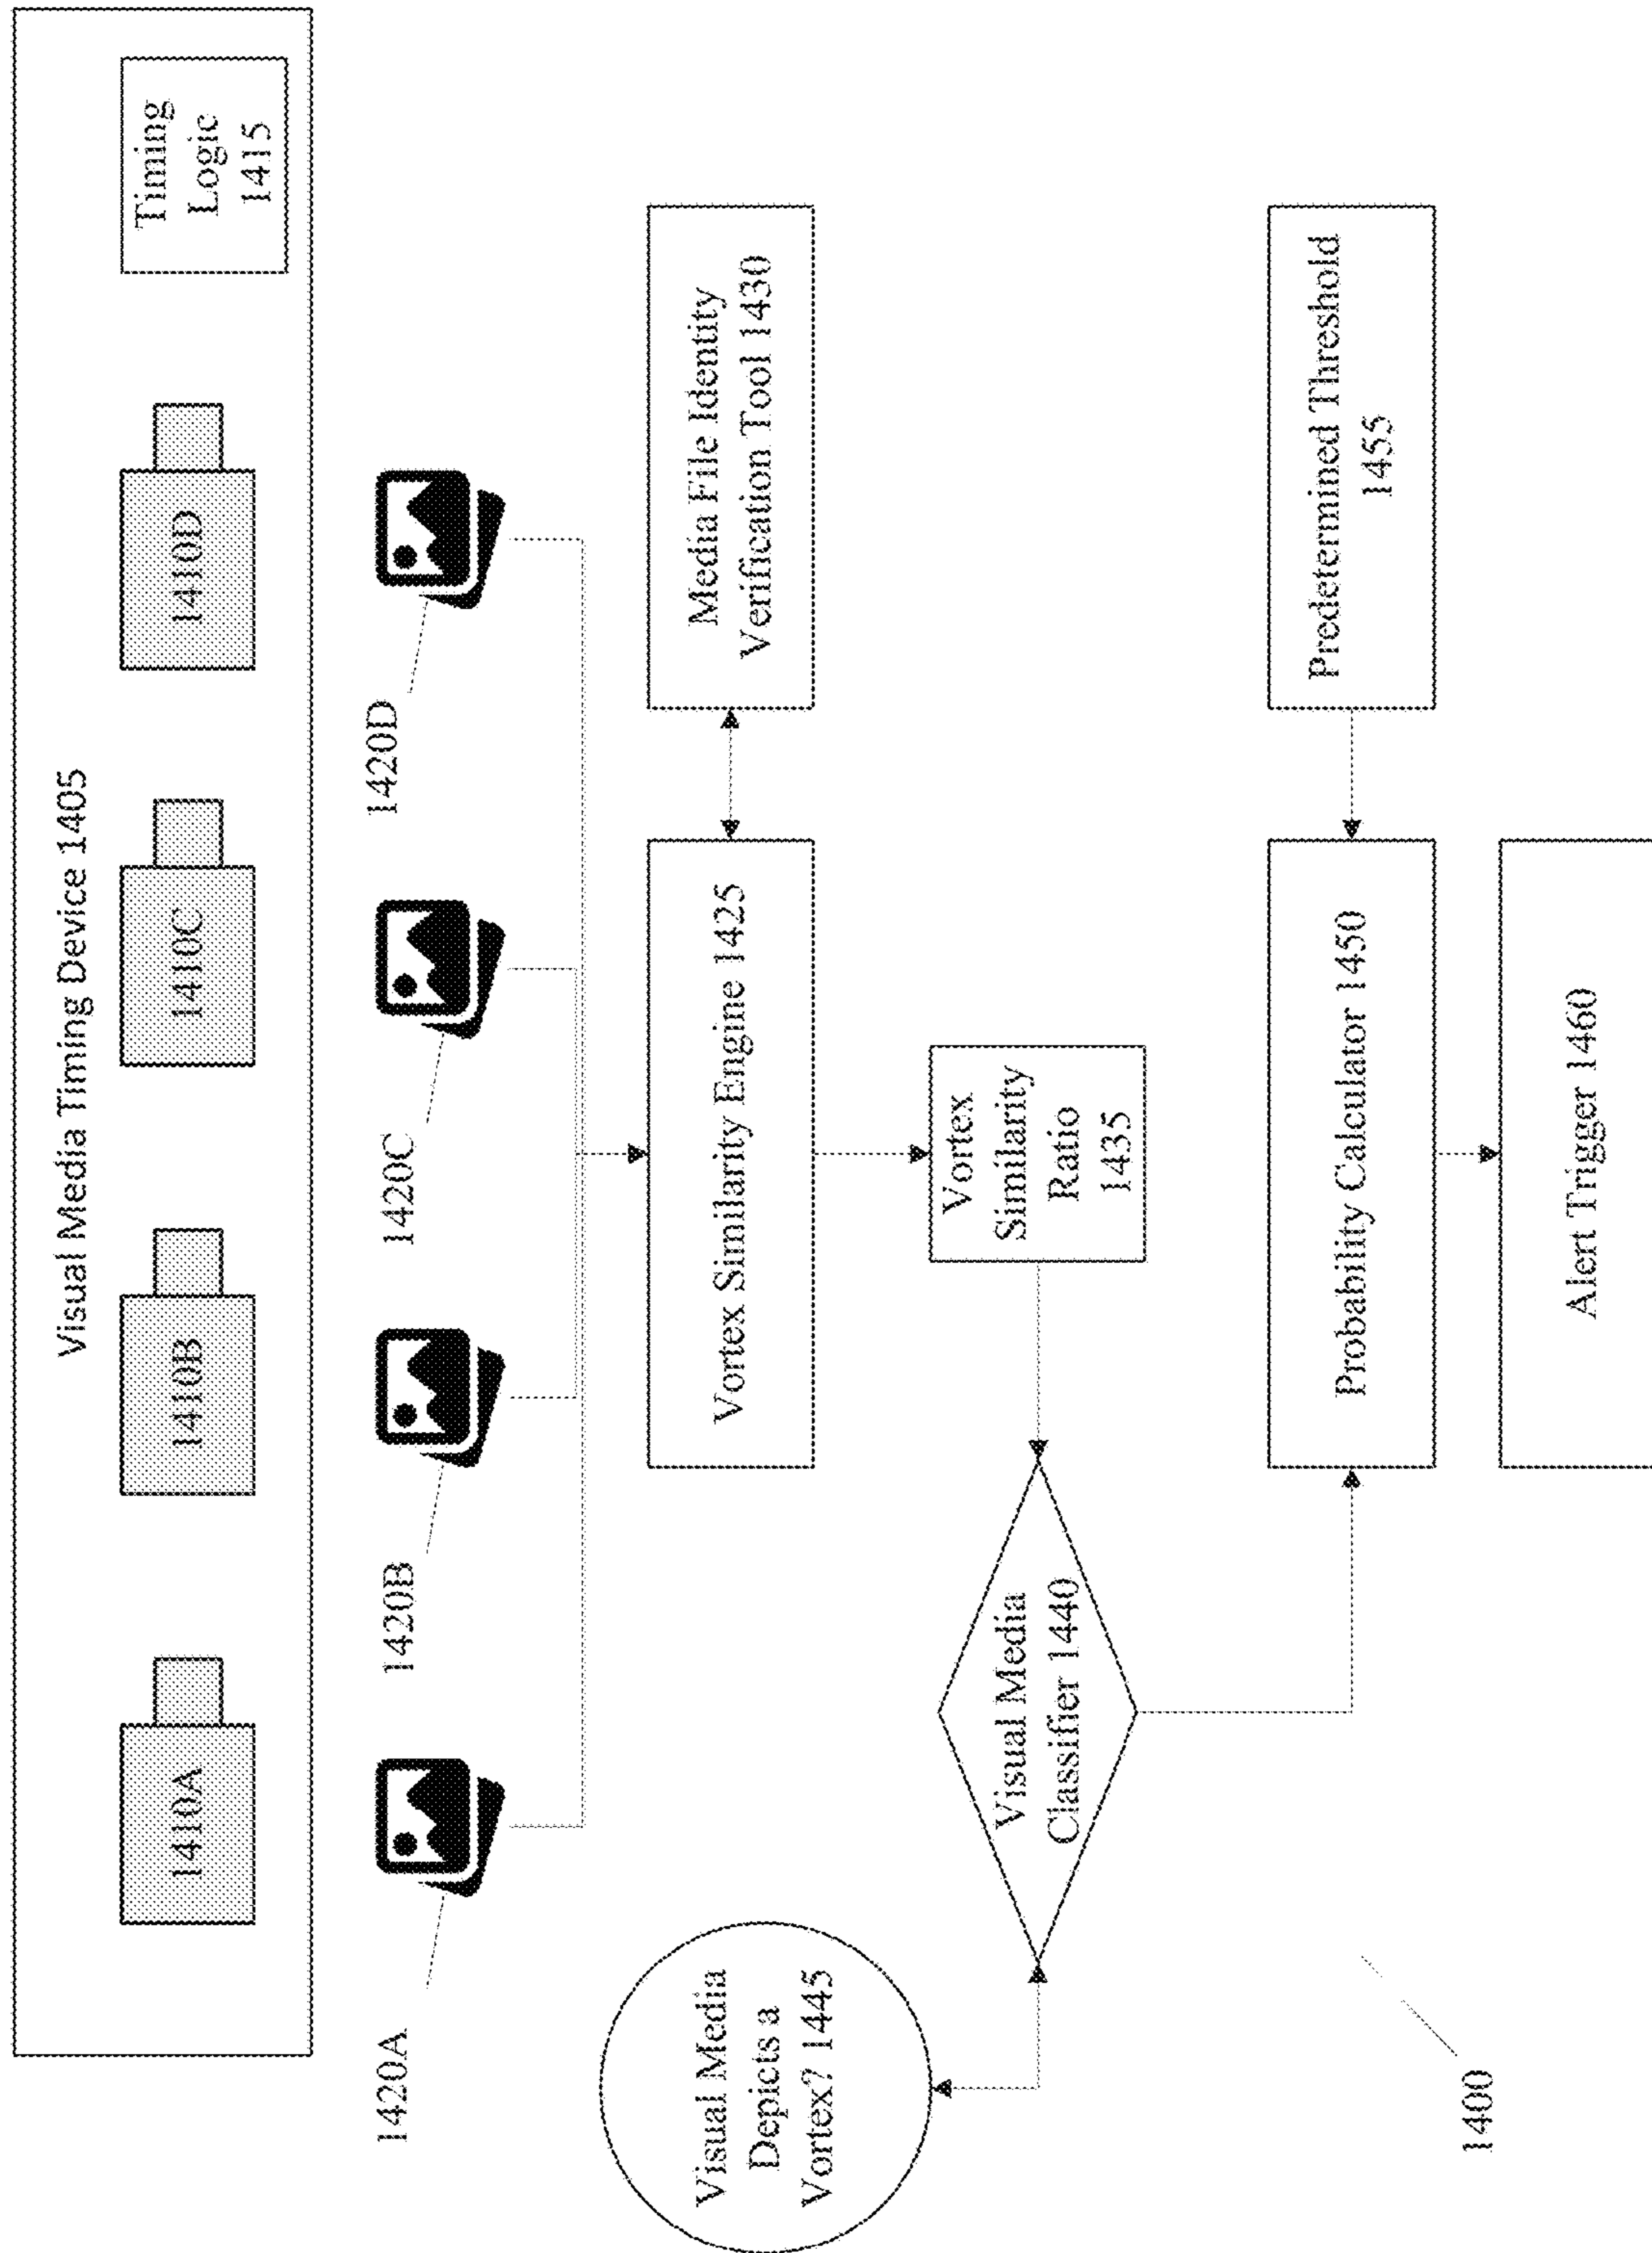 Visual Media Timing Device 1405
1410A
1410B
1410C
1410D
Timing
Logic
1415
1420A
1420B
1420C
1420D
Visual Media
Depicts a
Vortex? 1445
Vortex Similarity Engine 1425
Media File Identity
Verification Tool 1430
Vortex
Similarity
Ratio
1435
Visual Media
Classifier 1440
Probability Calculator 1450
Predetermined Threshold
1455
Alert Trigger 1460
1400